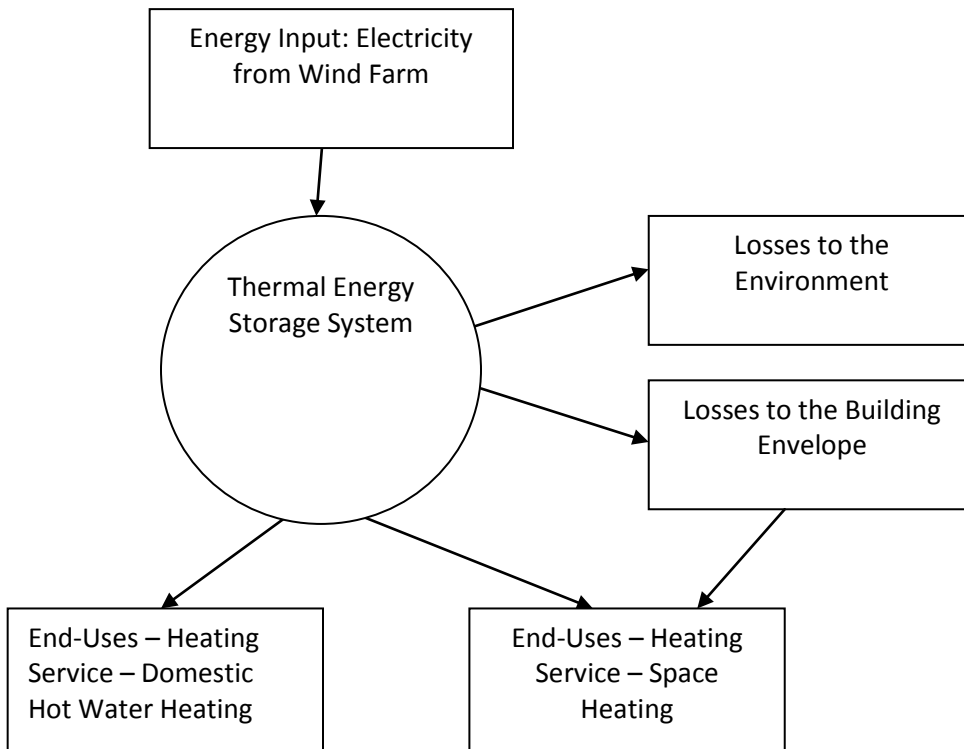 Energy Input: Electricity
from Wind Farm
Thermal Energy
Storage System
Losses to the
Environment
Losses to the Building
Envelope
End-Uses – Heating
Service – Domestic
Hot Water Heating
End-Uses – Heating
Service – Space
Heating